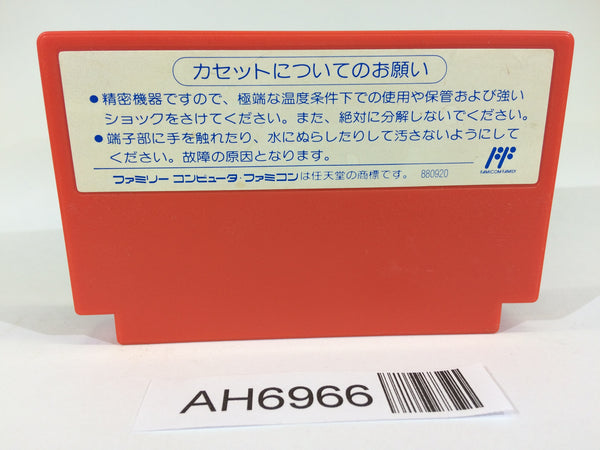 カセットについてのお願い
●精密機器ですので、極端な温度条件下での使用や保管および強い
ショックをさけてください。また、絶対に分解しないでください。
●端子部に手を触れたり、水にぬらしたりして汚さないようにして
ください。故障の原因となります。
FAMICOM FAMILY
ファミリー コンピュータ・ファミコンは任天堂の商標です。 880920
AH6966